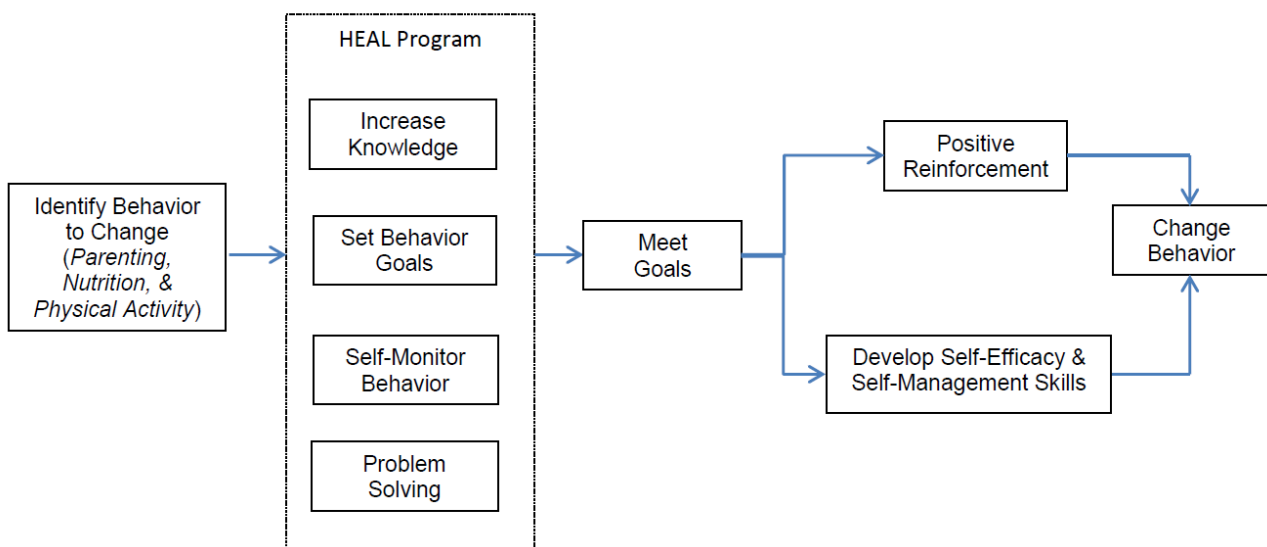 HEAL Program
Increase
Knowledge
Set Behavior
Goals
Self-Monitor
Behavior
Problem
Solving
Identify Behavior
to Change
(Parenting,
Nutrition, &
Physical Activity)
Meet
Goals
Positive
Reinforcement
Develop Self-Efficacy &
Self-Management Skills
Change
Behavior